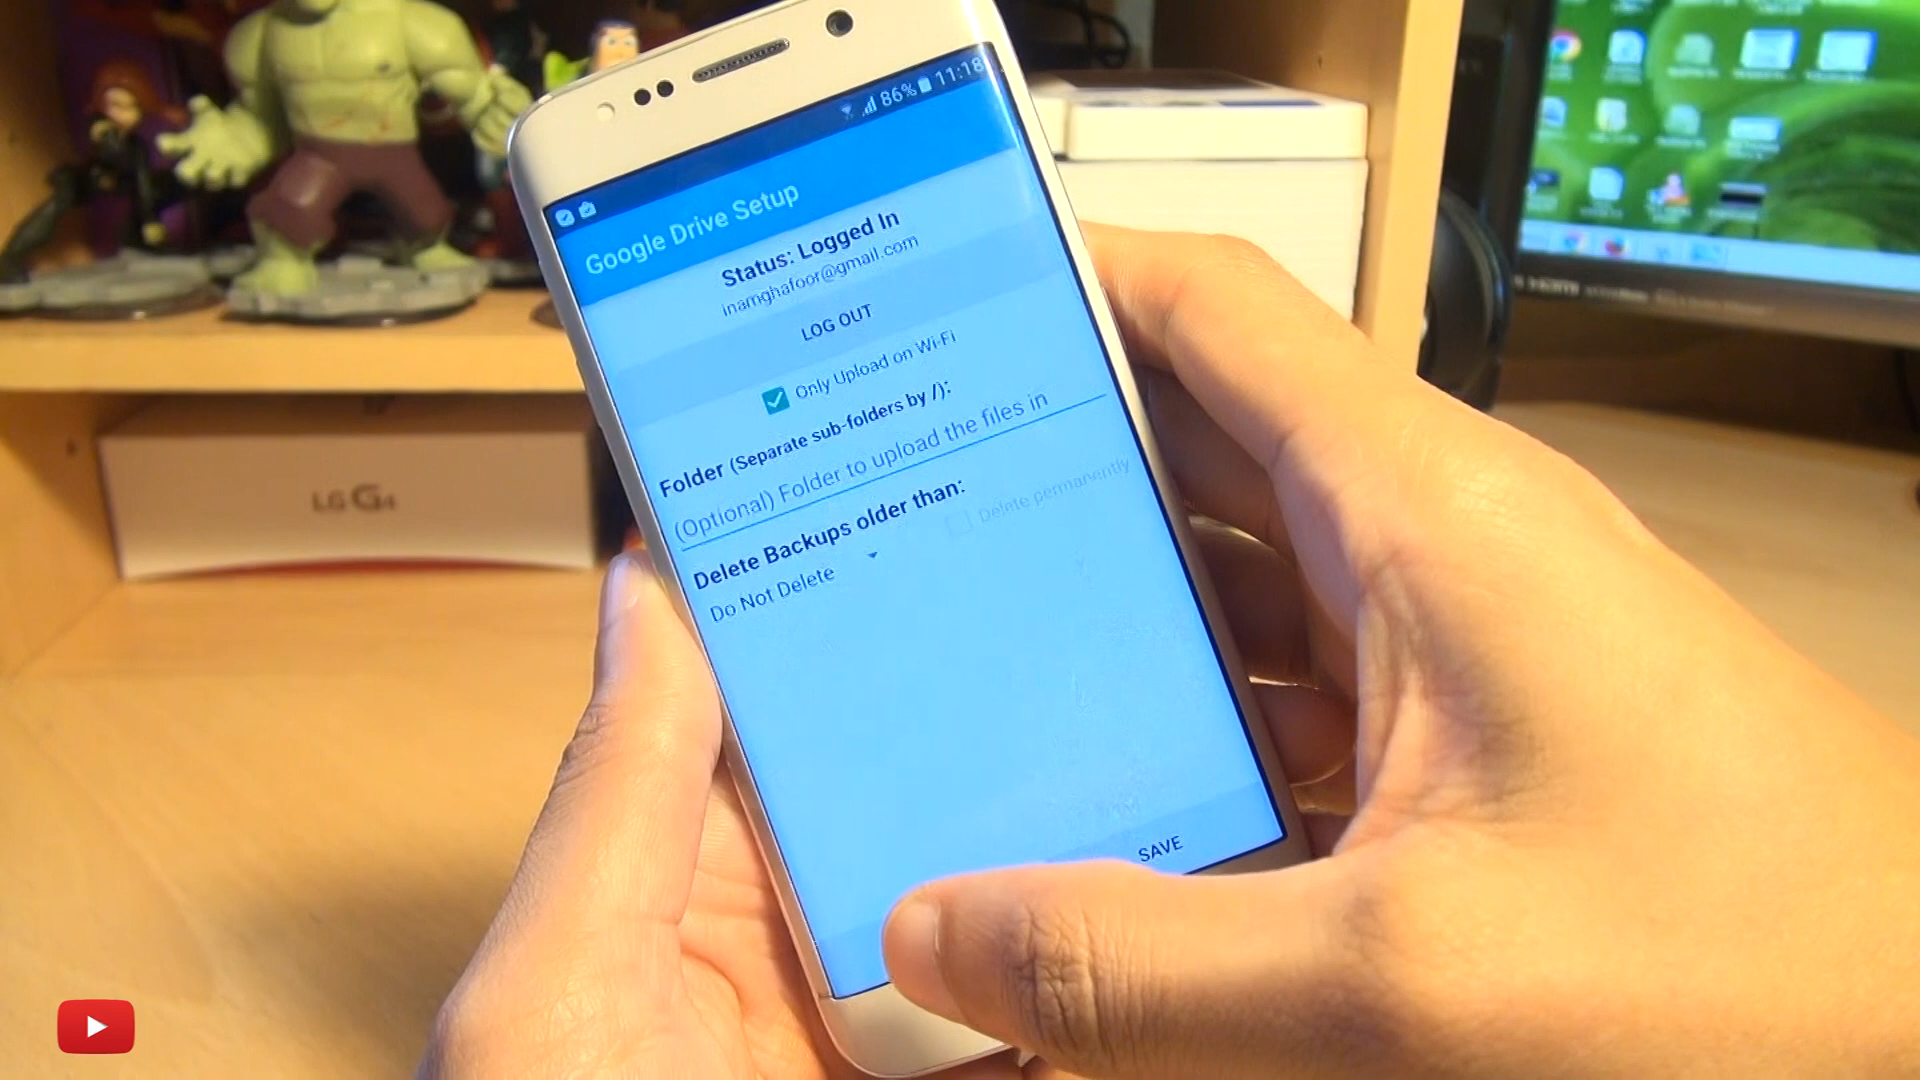 86% 11:18
Google Drive Setup
Status: Logged In
inamghafoor@gmail.com
LOG OUT
Only Upload on Wi-Fi
Folder (Separate sub-folders by /):
(Optional) Folder to upload the files in
Delete Backups older than:
Delete permanently
Do Not Delete
SAVE
LG G4
HDMI